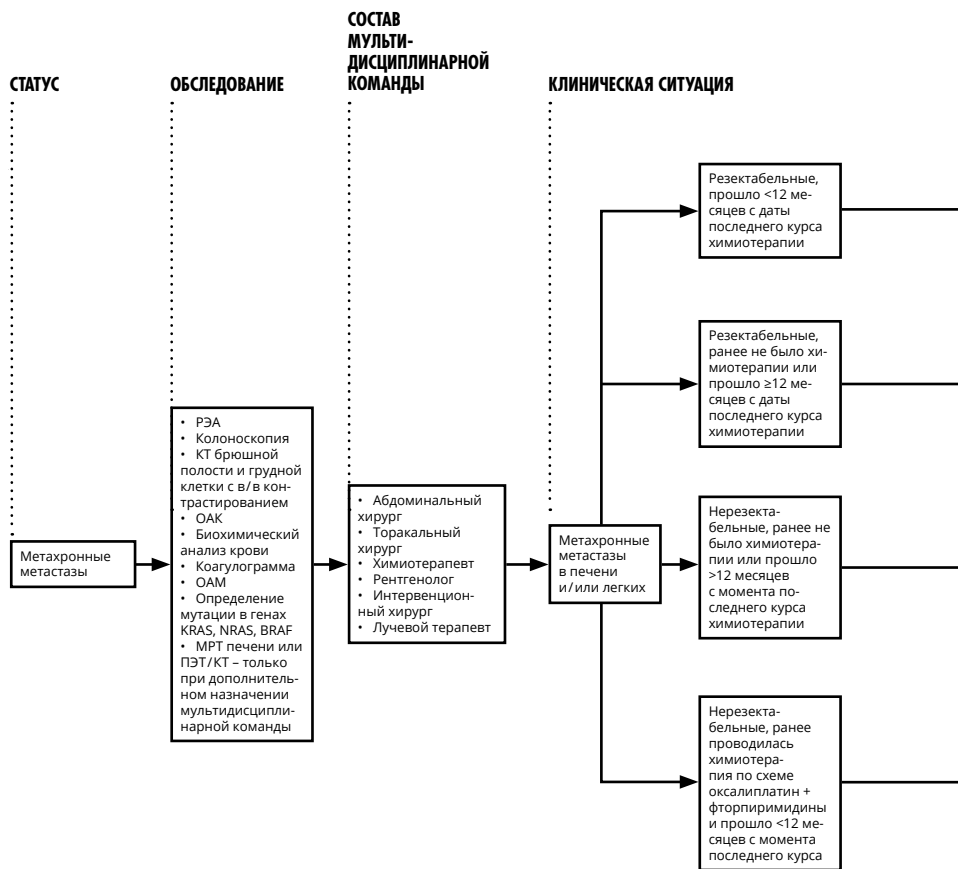 СТАТУС
ОБСЛЕДОВАНИЕ
СОСТАВ
МУЛЬТИ-
ДИСЦИПЛИНАРНОЙ
КОМАНДЫ
КЛИНИЧЕСКАЯ СИТУАЦИЯ
Метахронные
метастазы
• РЭА
• Колоноскопия
• КТ брюшной
полости и грудной
клетки с в/в кон-
трастированием
• ОАК
• Биохимический
анализ крови
• Коагулограмма
• ОАМ
• Определение
мутации в генах
KRAS, NRAS, BRAF
• МРТ печени или
ПЭТ/КТ – только
при дополнитель-
ном назначении
мультидисципли-
нарной команды
• Абдоминальный
хирург
• Торакальный
хирург
• Химиотерапевт
• Рентгенолог
• Интервенцион-
ный хирург
• Лучевой терапевт
Метахронные
метастазы
в печени
и/или легких
Резектабельные,
прошло <12 ме-
сяцев с даты
последнего курса
химиотерапии
Резектабельные,
ранее не было хи-
миотерапии или
прошло ≥12 ме-
сяцев с даты
последнего курса
химиотерапии
Нерезекта-
бельные, ранее не
было химиотера-
пии или прошло
>12 месяцев
с момента по-
следнего курса
химиотерапии
Нерезекта-
бельные, ранее
проводилась
химиотера-
пия по схеме
оксалиплатин +
фторпиримидины
и прошло <12 ме-
сяцев с момента
последнего курса